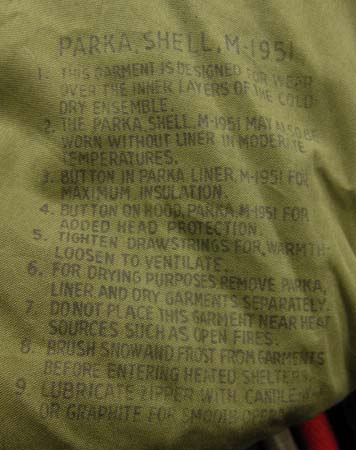 PARKA, SHELL, M-1951
1. THIS GARMENT IS DESIGNED FOR WEAR
OVER THE INNER LAYERS OF THE COLD-
DRY ENSEMBLE.
2. THE PARKA, SHELL, M-1951 MAY ALSO BE
WORN WITHOUT LINER IN MODERATE
TEMPERATURES.
3. BUTTON IN PARKA LINER, M-1951 FOR
MAXIMUM INSULATION.
4. BUTTON ON HOOD, PARKA, M-1951 FOR
ADDED HEAD PROTECTION.
5. TIGHTEN DRAWSTRINGS FOR WARMTH-
LOOSEN TO VENTILATE.
6. FOR DRYING PURPOSES REMOVE PARKA,
LINER AND DRY GARMENTS SEPARATELY.
7. DO NOT PLACE THIS GARMENT NEAR HEAT
SOURCES SUCH AS OPEN FIRES.
8. BRUSH SNOW AND FROST FROM GARMENTS
BEFORE ENTERING HEATED SHELTERS.
9. LUBRICATE ZIPPER WITH CANDLE-
OR GRAPHITE FOR SMOOTH